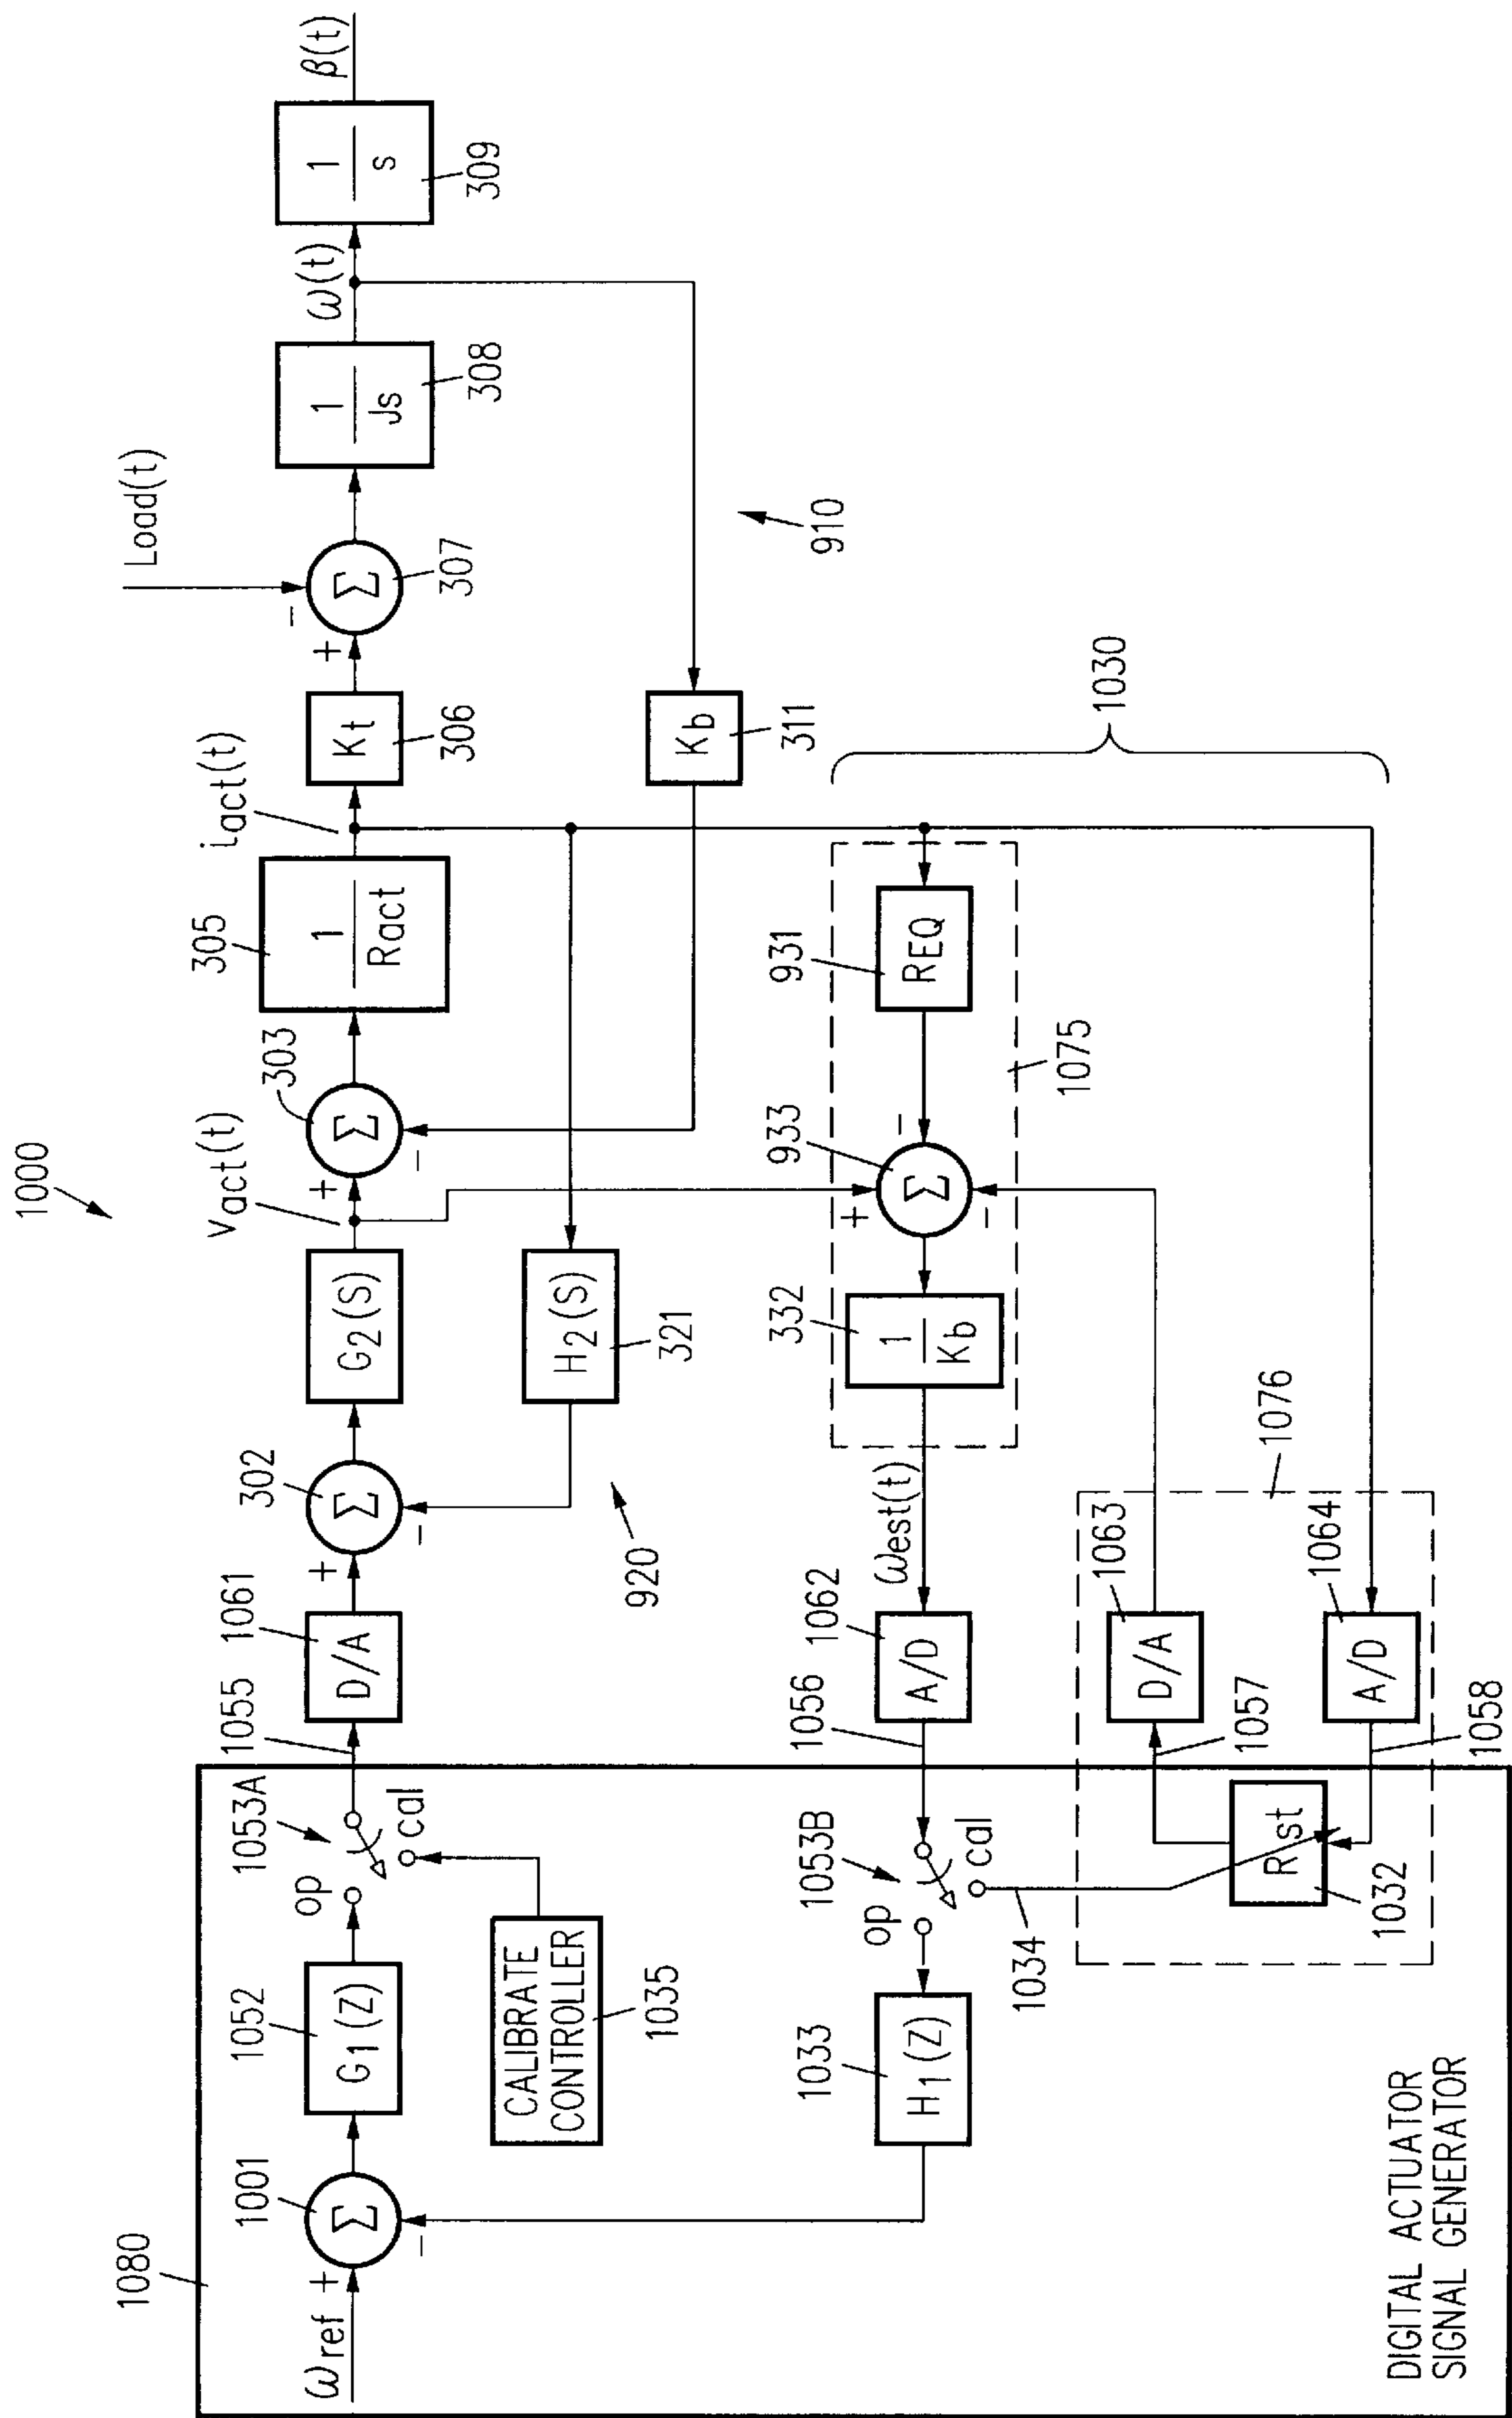 1000
1080
ωref
+
-
Σ
1001
G1(Z)
1052
op
cal
1053A
CALIBRATE
CONTROLLER
1035
1055
D/A
1061
+
-
Σ
302
G2(S)
920
H2(S)
321
Vact(t)
+
-
Σ
303
1
Ract
305
iact(t)
Kt
306
+
-
Σ
307
Load(t)
1
Js
308
ω(t)
1
s
309
β(t)
910
Kb
311
1030
H1(Z)
1033
op
cal
1053B
1034
1056
A/D
1062
ωest(t)
1
Kb
332
+
-
-
Σ
933
REQ
931
1075
1076
Rst
1032
1057
D/A
1063
1058
A/D
1064
DIGITAL ACTUATOR
SIGNAL GENERATOR